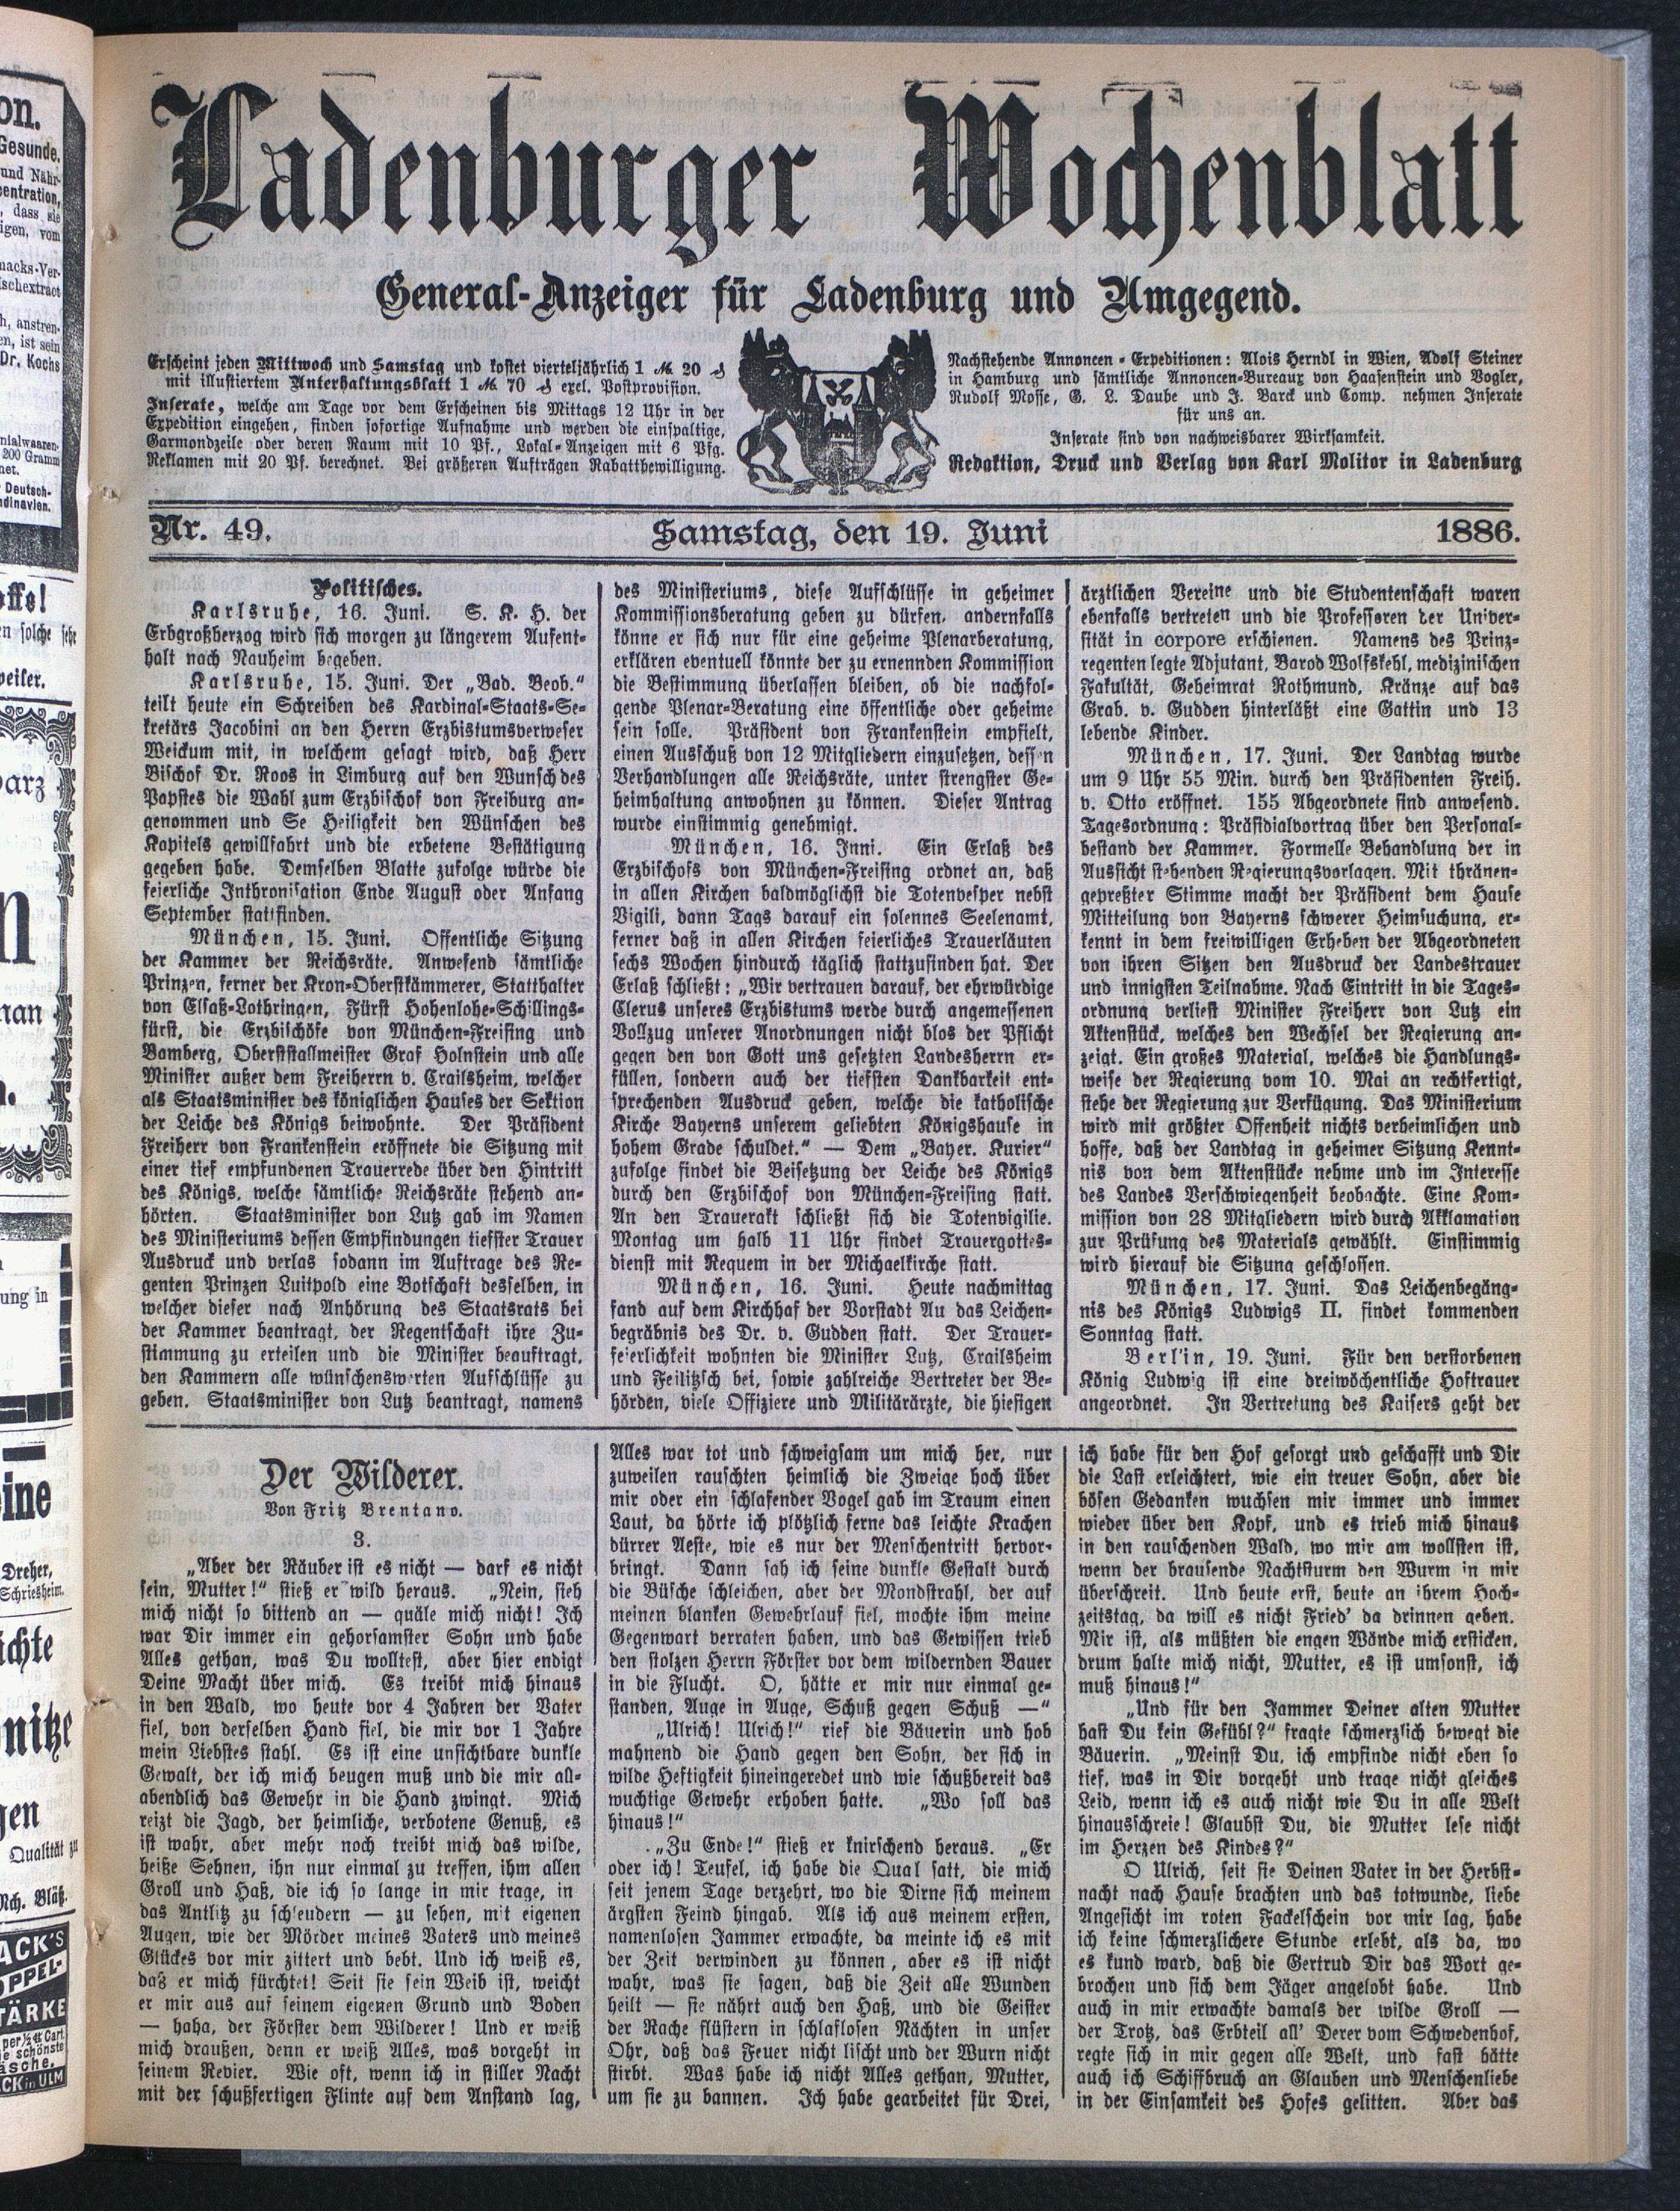 on.
Gesunde.
und Nähr-
centration,
, dass sie
igen, vom
macks-Ver-
ischextract
h, anstren-
en, ist sein
Dr. Kochs
nialwaaren-
200 Gramm
net.
Deutsch-
ndinavien.
offe!
en solche sehr
weiler.
warz
n
man
n.
ung in
eine
Dreher,
Schriesheim.
ichte
nitze
gen
Qualität zu
Rch. Bläß.
ACK'S
OPPEL-
TÄRKE
per ½ ℔ Cart.
ie schönste
äsche.
CK in ULM
Ladenburger Wochenblatt
General-Anzeiger für Ladenburg und Umgegend.
Erscheint jeden Mittwoch und Samstag und kostet vierteljährlich 1 ℳ 20 ₰
mit illustiertem Unterhaltungsblatt 1 ℳ 70 ₰ exel. Postprovision.
Inserate, welche am Tage vor dem Erscheinen bis Mittags 12 Uhr in der
Expedition eingehen, finden sofortige Aufnahme und werden die einspaltige,
Garmondzeile oder deren Raum mit 10 Pf., Lokal-Anzeigen mit 6 Pfg.
Reklamen mit 20 Pf. berechnet. Bei größeren Aufträgen Rabattbewilligung.
Nachstehende Annoncen-Expeditionen: Alois Herndl in Wien, Adolf Steiner
in Hamburg und sämtliche Annoncen-Bureaux von Haasenstein und Vogler,
Rudolf Mosse, G. L. Daube und J. Barck und Comp. nehmen Inserate
für uns an.
Inserate sind von nachweisbarer Wirksamkeit.
Redaktion, Druck und Verlag von Karl Molitor in Ladenburg
Nr. 49. Samstag, den 19. Juni 1886.
Politisches.
Karlsruhe, 16. Juni. S. K. H. der
Erbgroßherzog wird sich morgen zu längerem Aufent-
halt nach Nauheim begeben.
Karlsruhe, 15. Juni. Der „Bad. Beob.“
teilt heute ein Schreiben des Kardinal-Staats-Se-
kretärs Jacobini an den Herrn Erzbistumsverweser
Weickum mit, in welchem gesagt wird, daß Herr
Bischof Dr. Roos in Limburg auf den Wunsch des
Papstes die Wahl zum Erzbischof von Freiburg an-
genommen und Se Heiligkeit den Wünschen des
Kapitels gewillfahrt und die erbetene Bestätigung
gegeben habe. Demselben Blatte zufolge würde die
feierliche Inthronisation Ende August oder Anfang
September stattfinden.
München, 15. Juni. Öffentliche Sitzung
der Kammer der Reichsräte. Anwesend sämtliche
Prinzen, ferner der Kron-Oberstkämmerer, Statthalter
von Elsaß-Lothringen, Fürst Hohenlohe-Schillings-
fürst, die Erzbischöfe von München-Freising und
Bamberg, Oberststallmeister Graf Holnstein und alle
Minister außer dem Freiherrn v. Crailsheim, welcher
als Staatsminister des königlichen Hauses der Sektion
der Leiche des Königs beiwohnte. Der Präsident
Freiherr von Frankenstein eröffnete die Sitzung mit
einer tief empfundenen Trauerrede über den Hintritt
des Königs, welche sämtliche Reichsräte stehend an-
hörten. Staatsminister von Lutz gab im Namen
des Ministeriums dessen Empfindungen tiefster Trauer
Ausdruck und verlas sodann im Auftrage des Re-
genten Prinzen Luitpold eine Botschaft desselben, in
welcher dieser nach Anhörung des Staatsrats bei
der Kammer beantragt, der Regentschaft ihre Zu-
stimmung zu erteilen und die Minister beauftragt,
den Kammern alle wünschenswerten Aufschlüsse zu
geben. Staatsminister von Lutz beantragt, namens
des Ministeriums, diese Aufschlüsse in geheimer
Kommissionsberatung geben zu dürfen, andernfalls
könne er sich nur für eine geheime Plenarberatung,
erklären eventuell könnte der zu ernennden Kommission
die Bestimmung überlassen bleiben, ob die nachfol-
gende Plenar-Beratung eine öffentliche oder geheime
sein solle. Präsident von Frankenstein empfielt,
einen Ausschuß von 12 Mitgliedern einzusetzen, dessen
Verhandlungen alle Reichsräte, unter strengster Ge-
heimhaltung anwohnen zu können. Dieser Antrag
wurde einstimmig genehmigt.
München, 16. Juni. Ein Erlaß des
Erzbischofs von München-Freising ordnet an, daß
in allen Kirchen baldmöglichst die Totenvesper nebst
Vigili, dann Tags darauf ein solennes Seelenamt,
ferner daß in allen Kirchen feierliches Trauerläuten
sechs Wochen hindurch täglich stattzufinden hat. Der
Erlaß schließt: „Wir vertrauen darauf, der ehrwürdige
Clerus unseres Erzbistums werde durch angemessenen
Vollzug unserer Anordnungen nicht blos der Pflicht
gegen den von Gott uns gesetzten Landesherrn er-
füllen, sondern auch der tiefsten Dankbarkeit ent-
sprechenden Ausdruck geben, welche die katholische
Kirche Bayerns unserem geliebten Königshause in
hohem Grade schuldet.“ — Dem „Bayer. Kurier“
zufolge findet die Beisetzung der Leiche des Königs
durch den Erzbischof von München-Freising statt.
An den Trauerakt schließt sich die Totenvigilie.
Montag um halb 11 Uhr findet Trauergottes-
dienst mit Requem in der Michaelkirche statt.
München, 16. Juni. Heute nachmittag
fand auf dem Kirchhaf der Vorstadt Au das Leichen-
begräbnis des Dr. v. Gudden statt. Der Trauer-
feierlichkeit wohnten die Minister Lutz, Crailsheim
und Feilitzsch bei, sowie zahlreiche Vertreter der Be-
hörden, viele Offiziere und Militärärzte, die hiesigen
ärztlichen Vereine und die Studentenschaft waren
ebenfalls vertreten und die Professoren der Univer-
sität in corpore erschienen. Namens des Prinz-
regenten legte Adjutant, Barod Wolfskehl, medizinischen
Fakultät, Geheimrat Rothmund, Kränze auf das
Grab. v. Gudden hinterläßt eine Gattin und 13
lebende Kinder.
München, 17. Juni. Der Landtag wurde
um 9 Uhr 55 Min. durch den Präsidenten Freih.
v. Otto eröffnet. 155 Abgeordnete sind anwesend.
Tagesordnung: Präsidialvortrag über den Personal-
bestand der Kammer. Formelle Behandlung der in
Aussicht stehenden Regierungsvorlagen. Mit thränen-
gepreßter Stimme macht der Präsident dem Hause
Mitteilung von Bayerns schwerer Heimsuchung, er-
kennt in dem freiwilligen Erheben der Abgeordneten
von ihren Sitzen den Ausdruck der Landestrauer
und innigsten Teilnahme. Nach Eintritt in die Tages-
ordnung verliest Minister Freiherr von Lutz ein
Aktenstück, welches den Wechsel der Regierung an-
zeigt. Ein großes Material, welches die Handlungs-
weise der Regierung vom 10. Mai an rechtfertigt,
stehe der Regierung zur Verfügung. Das Ministerium
wird mit größter Offenheit nichts verheimlichen und
hoffe, daß der Landtag in geheimer Sitzung Kennt-
nis von dem Aktenstücke nehme und im Interesse
des Landes Verschwiegenheit beobachte. Eine Kom-
mission von 28 Mitgliedern wird durch Akklamation
zur Prüfung des Materials gewählt. Einstimmig
wird hierauf die Sitzung geschlossen.
München, 17. Juni. Das Leichenbegäng-
nis des Königs Ludwigs II. findet kommenden
Sonntag statt.
Berlin, 19. Juni. Für den verstorbenen
König Ludwig ist eine dreiwöchentliche Hoftrauer
angeordnet. In Vertretung des Kaisers geht der
Der Wilderer.
Von Fritz Brentano.
3.
„Aber der Räuber ist es nicht — darf es nicht
sein, Mutter!“ stieß er wild heraus. „Nein, sieh
mich nicht so bittend an — quäle mich nicht! Ich
war Dir immer ein gehorsamster Sohn und habe
Alles gethan, was Du wolltest, aber hier endigt
Deine Macht über mich. Es treibt mich hinaus
in den Wald, wo heute vor 4 Jahren der Vater
fiel, von derselben Hand fiel, die mir vor 1 Jahre
mein Liebstes stahl. Es ist eine unsichtbare dunkle
Gewalt, der ich mich beugen muß und die mir all-
abendlich das Gewehr in die Hand zwingt. Mich
reizt die Jagd, der heimliche, verbotene Genuß, es
ist wahr, aber mehr noch treibt mich das wilde,
heiße Sehnen, ihn nur einmal zu treffen, ihm allen
Groll und Haß, die ich so lange in mir trage, in
das Antlitz zu schleudern — zu sehen, mit eigenen
Augen, wie der Mörder meines Vaters und meines
Glückes vor mir zittert und bebt. Und ich weiß es,
daß er mich fürchtet! Seit sie sein Weib ist, weicht
er mir aus auf seinem eigenen Grund und Boden
— haha, der Förster dem Wilderer! Und er weiß
mich draußen, denn er weiß Alles, was vorgeht in
seinem Revier. Wie oft, wenn ich in stiller Nacht
mit der schußfertigen Flinte auf dem Anstand lag,
Alles war tot und schweigsam um mich her, nur
zuweilen rauschten heimlich die Zweige hoch über
mir oder ein schlafender Vogel gab im Traum einen
Laut, da hörte ich plötzlich ferne das leichte Krachen
dürrer Aeste, wie es nur der Menschentritt hervor-
bringt. Dann sah ich seine dunkle Gestalt durch
die Büsche schleichen, aber der Mondstrahl, der auf
meinen blanken Gewehrlauf fiel, mochte ihm meine
Gegenwart verraten haben, und das Gewissen trieb
den stolzen Herrn Förster vor dem wildernden Bauer
in die Flucht. O, hätte er mir nur einmal ge-
standen, Auge in Auge, Schuß gegen Schuß —“
„Ulrich! Ulrich!“ rief die Bäuerin und hob
mahnend die Hand gegen den Sohn, der sich in
wilde Heftigkeit hineingeredet und wie schußbereit das
wuchtige Gewehr erhoben hatte. „Wo soll das
hinaus!“
„Zu Ende!“ stieß er knirschend heraus. „Er
oder ich! Teufel, ich habe die Qual satt, die mich
seit jenem Tage verzehrt, wo die Dirne sich meinem
ärgsten Feind hingab. Als ich aus meinem ersten,
namenlosen Jammer erwachte, da meinte ich es mit
der Zeit verwinden zu können, aber es ist nicht
wahr, was sie sagen, daß die Zeit alle Wunden
heilt — sie nährt auch den Haß, und die Geister
der Rache flüstern in schlaflosen Nächten in unser
Ohr, daß das Feuer nicht lischt und der Wurn nicht
stirbt. Was habe ich nicht Alles gethan, Mutter,
um sie zu bannen. Ich habe gearbeitet für Drei,
ich habe für den Hof gesorgt und geschafft und Dir
die Last erleichtert, wie ein treuer Sohn, aber die
bösen Gedanken wuchsen mir immer und immer
wieder über den Kopf, und es trieb mich hinaus
in den rauschenden Wald, wo mir am wollsten ist,
wenn der brausende Nachtsturm den Wurm in mir
überschreit. Und heute erst, heute an ihrem Hoch-
zeitstag, da will es nicht Fried' da drinnen geben.
Mir ist, als müßten die engen Wände mich ersticken,
drum halte mich nicht, Mutter, es ist umsonst, ich
muß hinaus!“
„Und für den Jammer Deiner alten Mutter
hast Du kein Gefühl?“ fragte schmerzlich bewegt die
Bäuerin. „Meinst Du, ich empfinde nicht eben so
tief, was in Dir vorgeht und trage nicht gleiches
Leid, wenn ich es auch nicht wie Du in alle Welt
hinausschreie! Glaubst Du, die Mutter lese nicht
im Herzen des Kindes?“
O Ulrich, seit sie Deinen Vater in der Herbst-
nacht nach Hause brachten und das totwunde, liebe
Angesicht im roten Fackelschein vor mir lag, habe
ich keine schmerzlichere Stunde erlebt, als da, wo
es kund ward, daß die Gertrud Dir das Wort ge-
brochen und sich dem Jäger angelobt habe. Und
auch in mir erwachte damals der wilde Groll —
der Trotz, das Erbteil all' Derer vom Schwedenhof,
regte sich in mir gegen alle Welt, und fast hätte
auch ich Schiffbruch an Glauben und Menschenliebe
in der Einsamkeit des Hofes gelitten. Aber das